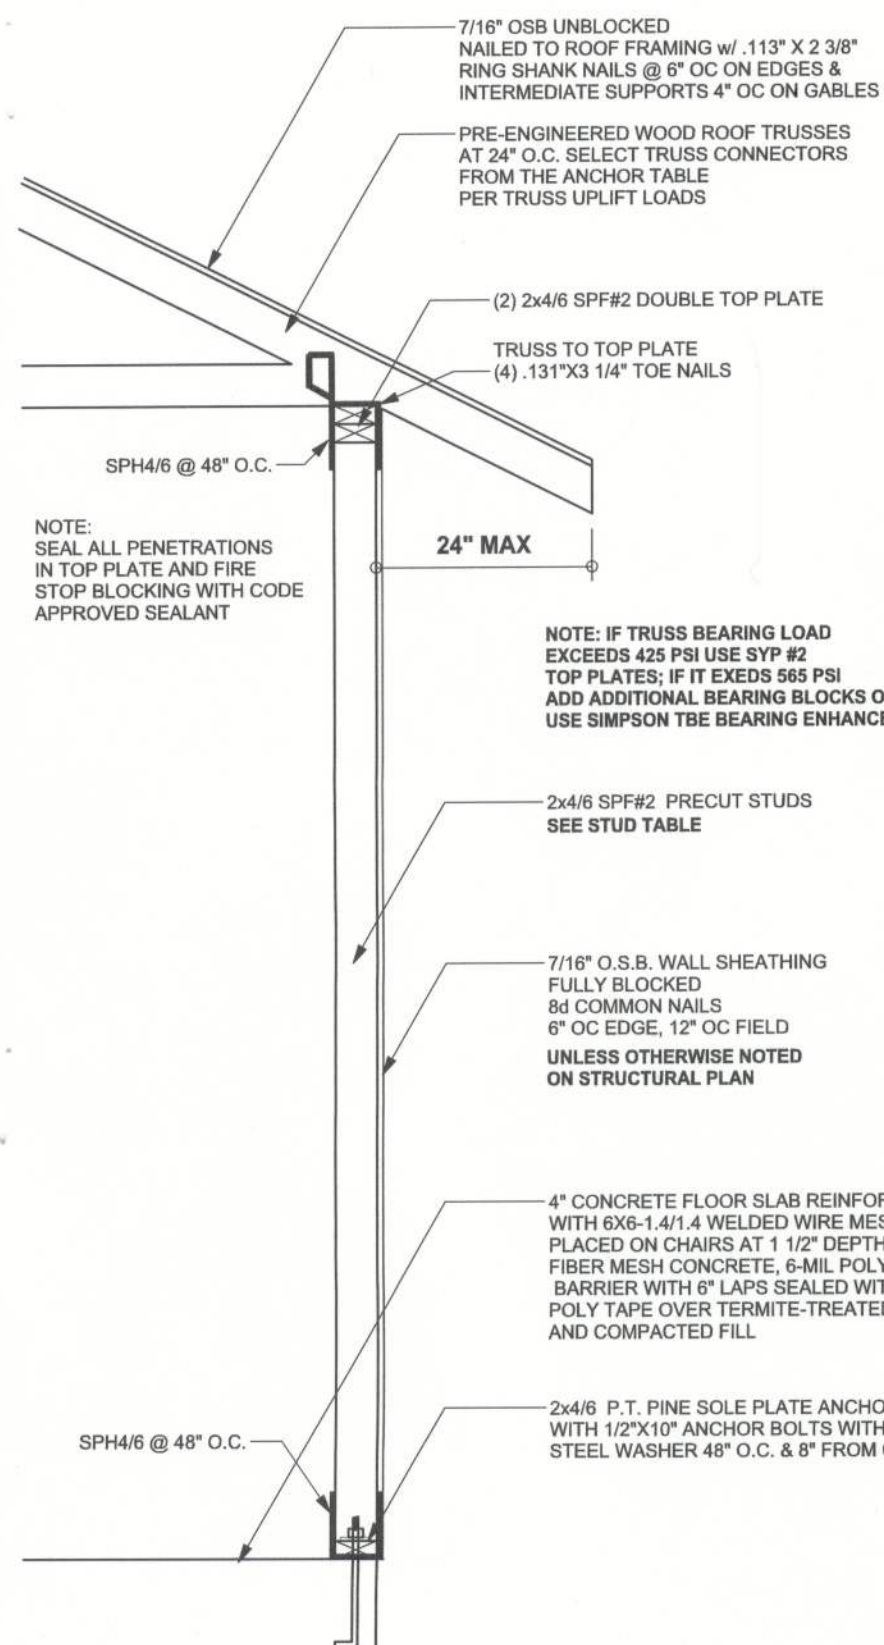 7/16" OSB UNBLOCKED
NAILED TO ROOF FRAMING w/ .113" X 2 3/8"
RING SHANK NAILS @ 6" OC ON EDGES &
INTERMEDIATE SUPPORTS 4" OC ON GABLES
PRE-ENGINEERED WOOD ROOF TRUSSES
AT 24" O.C. SELECT TRUSS CONNECTORS
FROM THE ANCHOR TABLE
PER TRUSS UPLIFT LOADS
(2) 2x4/6 SPF#2 DOUBLE TOP PLATE
TRUSS TO TOP PLATE
(4) .131"X3 1/4" TOE NAILS
SPH4/6 @ 48" O.C.
NOTE:
SEAL ALL PENETRATIONS
IN TOP PLATE AND FIRE
STOP BLOCKING WITH CODE
APPROVED SEALANT
24" MAX
NOTE: IF TRUSS BEARING LOAD
EXCEEDS 425 PSI USE SYP #2
TOP PLATES; IF IT EXEDS 565 PSI
ADD ADDITIONAL BEARING BLOCKS O
USE SIMPSON TBE BEARING ENHANCE
2x4/6 SPF#2 PRECUT STUDS
SEE STUD TABLE
7/16" O.S.B. WALL SHEATHING
FULLY BLOCKED
8d COMMON NAILS
6" OC EDGE, 12" OC FIELD
UNLESS OTHERWISE NOTED
ON STRUCTURAL PLAN
4" CONCRETE FLOOR SLAB REINFOR
WITH 6X6-1.4/1.4 WELDED WIRE MES
PLACED ON CHAIRS AT 1 1/2" DEPTH
FIBER MESH CONCRETE, 6-MIL POLY
BARRIER WITH 6" LAPS SEALED WIT
POLY TAPE OVER TERMITE-TREATE
AND COMPACTED FILL
2x4/6 P.T. PINE SOLE PLATE ANCHO
WITH 1/2"X10" ANCHOR BOLTS WITH
STEEL WASHER 48" O.C. & 8" FROM
SPH4/6 @ 48" O.C.